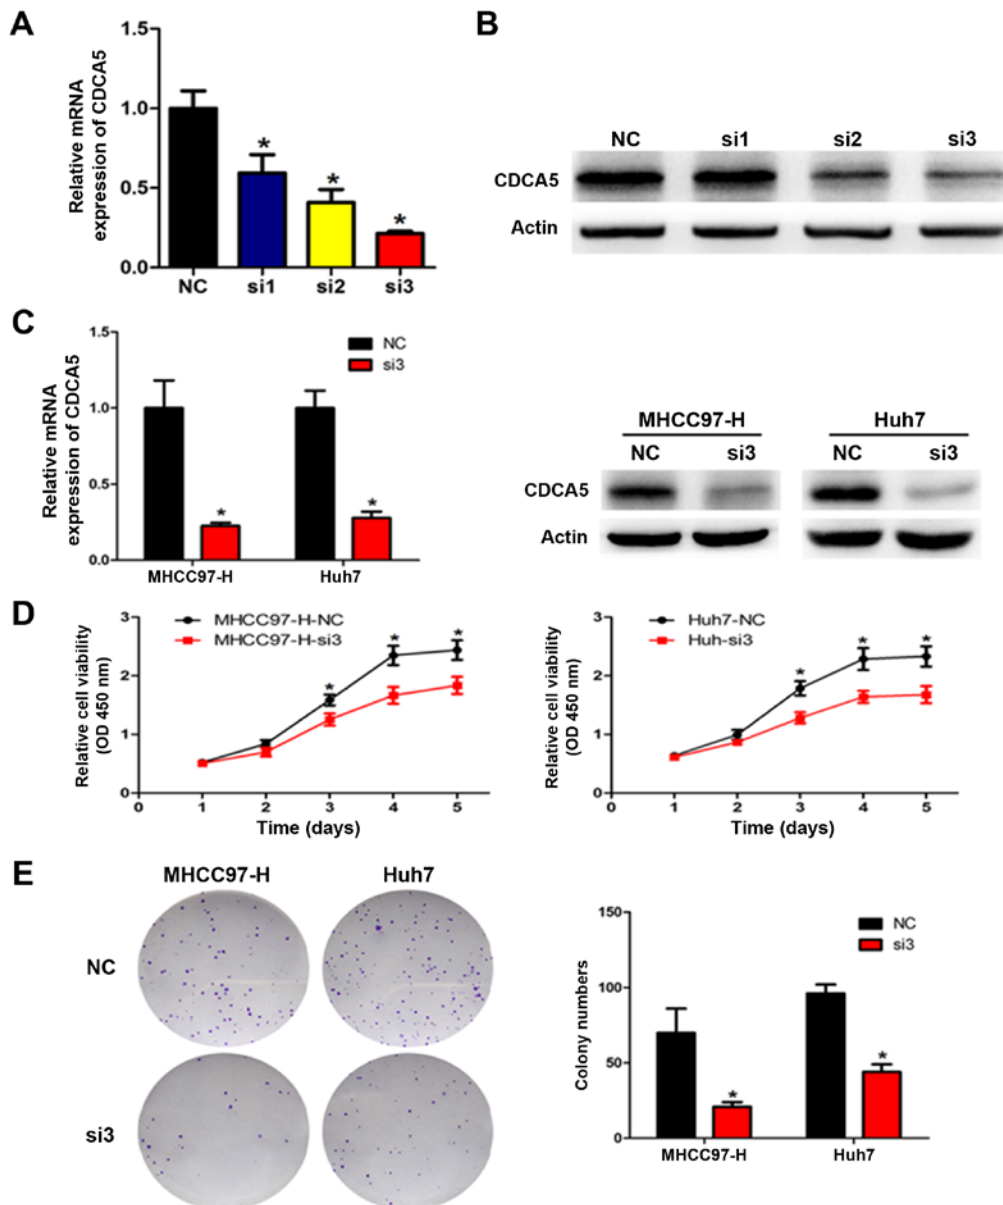 A
Relative mRNA
expression of CDCA5
1.5
1.0
0.5
0.0
*
*
*
NC
si1
si2
si3
B
NC
si1
si2
si3
CDCA5
Actin
C
Relative mRNA
expression of CDCA5
1.5
1.0
0.5
0.0
NC
si3
*
*
MHCC97-H
Huh7
MHCC97-H
Huh7
NC
si3
NC
si3
CDCA5
Actin
D
Relative cell viability
(OD 450 nm)
3
2
1
0
MHCC97-H-NC
MHCC97-H-si3
*
*
*
0
1
2
3
4
5
Time (days)
Relative cell viability
(OD 450 nm)
3
2
1
0
Huh7-NC
Huh-si3
*
*
*
0
1
2
3
4
5
Time (days)
E
MHCC97-H
Huh7
NC
si3
Colony numbers
150
100
50
0
NC
si3
*
*
MHCC97-H
Huh7